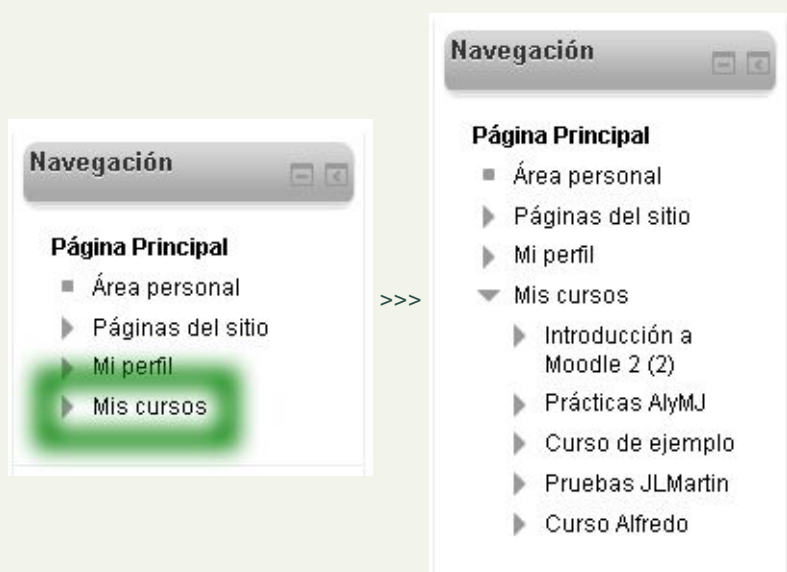 Navegación
Página Principal
Área personal
Páginas del sitio
Mi perfil
Mis cursos
>>>
Navegación
Página Principal
Área personal
Páginas del sitio
Mi perfil
Mis cursos
Introducción a
Moodle 2 (2)
Prácticas AlyMJ
Curso de ejemplo
Pruebas JLMartin
Curso Alfredo